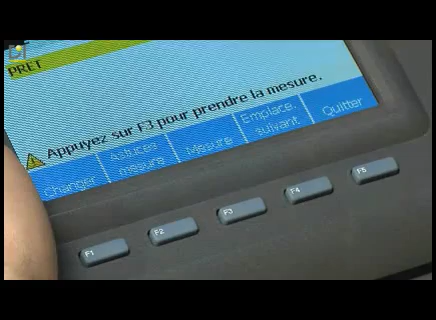 PRET
Appuyez sur F3 pour prendre la mesure.
Changer
Astuces
mesure
Mesure
Emplace.
suivant
Quitter
F1
F2
F3
F4
F5